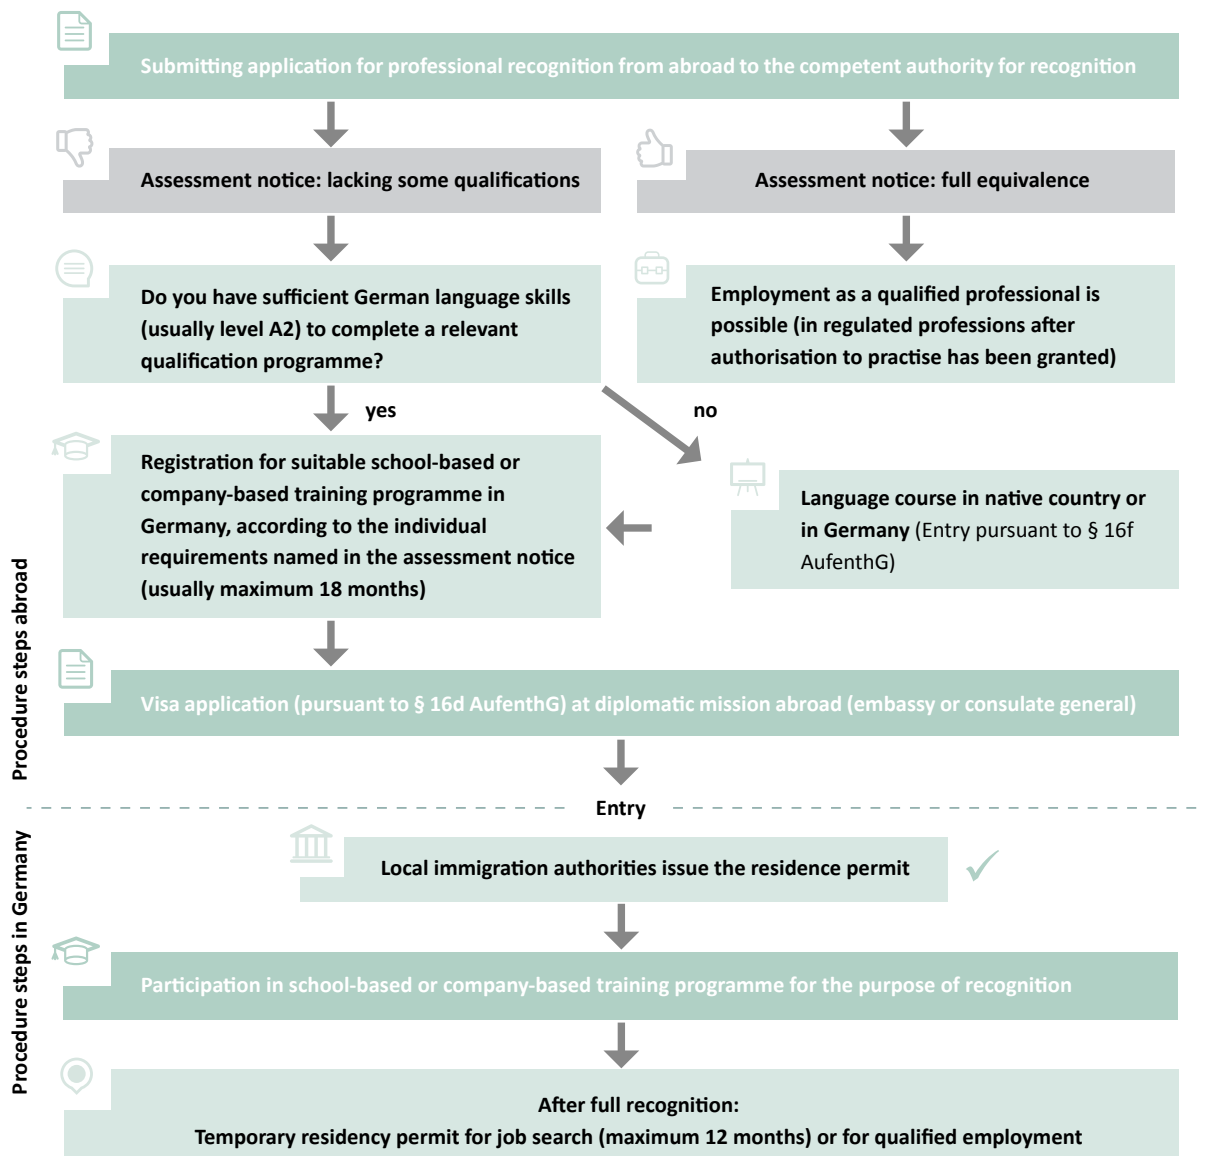 Submitting application for professional recognition from abroad to the competent authority for recognition
Assessment notice: lacking some qualifications
Assessment notice: full equivalence
Do you have sufficient German language skills
(usually level A2) to complete a relevant
qualification programme?
Employment as a qualified professional is
possible (in regulated professions after
authorisation to practise has been granted)
yes
no
Registration for suitable school-based or
company-based training programme in
Germany, according to the individual
requirements named in the assessment notice
(usually maximum 18 months)
Language course in native country or
in Germany (Entry pursuant to § 16f
AufenthG)
Procedure steps abroad
Visa application (pursuant to § 16d AufenthG) at diplomatic mission abroad (embassy or consulate general)
Entry
Procedure steps in Germany
Local immigration authorities issue the residence permit
Participation in school-based or company-based training programme for the purpose of recognition
After full recognition:
Temporary residency permit for job search (maximum 12 months) or for qualified employment